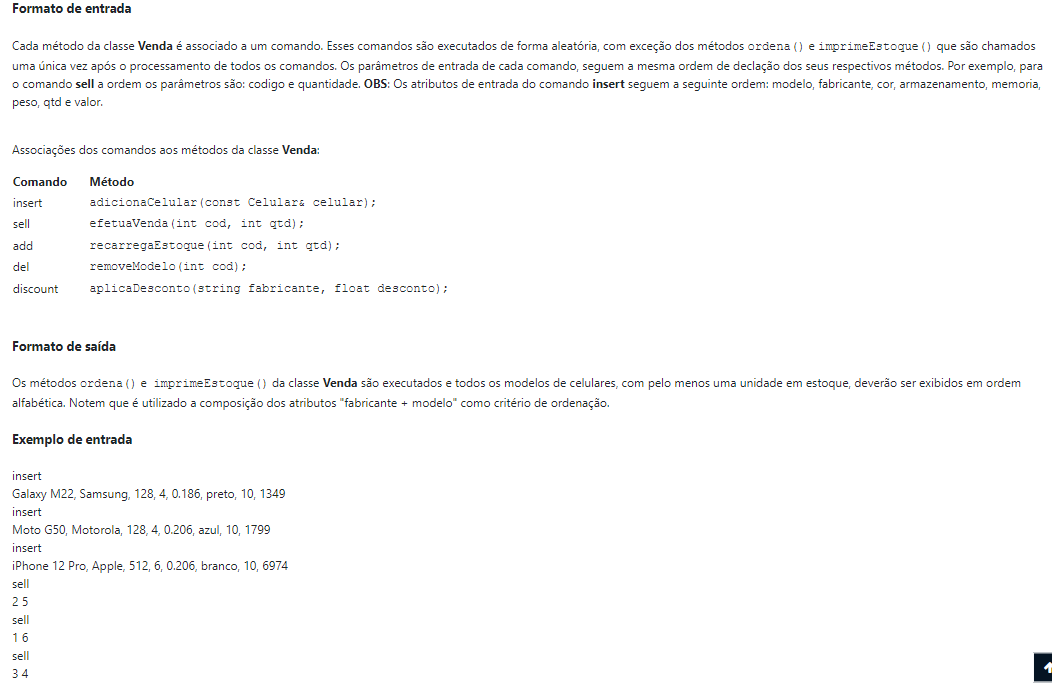 Formato de entrada
Cada método da classe Venda é associado a um comando. Esses comandos são executados de forma aleatória, com exceção dos métodos ordena() e imprimeEstoque() que são chamados
uma única vez após o processamento de todos os comandos. Os parâmetros de entrada de cada comando, seguem a mesma ordem de declação dos seus respectivos métodos. Por exemplo, para
o comando sell a ordem os parâmetros são: codigo e quantidade. OBS: Os atributos de entrada do comando insert seguem a seguinte ordem: modelo, fabricante, cor, armazenamento, memoria,
peso, qtd e valor.
Associações dos comandos aos métodos da classe Venda:
Comando Método
insert adicionaCelular(const Celular& celular);
sell efetuaVenda(int cod, int qtd);
add recarregaEstoque(int cod, int qtd);
del removeModelo(int cod);
discount aplicaDesconto(string fabricante, float desconto);
Formato de saída
Os métodos ordena() e imprimeEstoque() da classe Venda são executados e todos os modelos de celulares, com pelo menos uma unidade em estoque, deverão ser exibidos em ordem
alfabética. Notem que é utilizado a composição dos atributos "fabricante + modelo" como critério de ordenação.
Exemplo de entrada
insert
Galaxy M22, Samsung, 128, 4, 0.186, preto, 10, 1349
insert
Moto G50, Motorola, 128, 4, 0.206, azul, 10, 1799
insert
iPhone 12 Pro, Apple, 512, 6, 0.206, branco, 10, 6974
sell
2 5
sell
1 6
sell
3 4